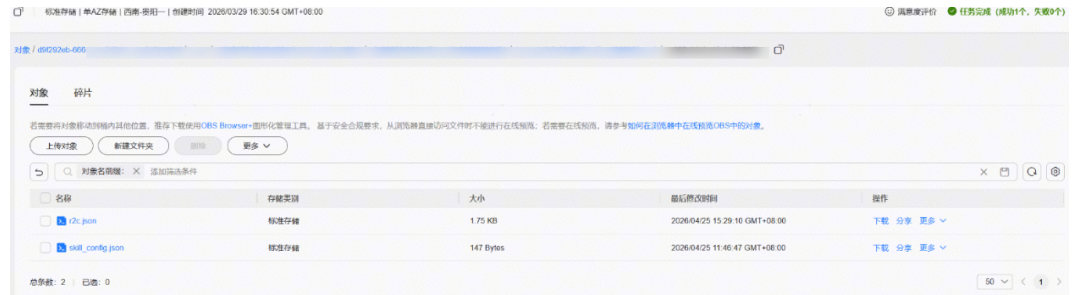 标准存储 | 单AZ存储 | 西南-贵阳一 | 创建时间 2026/03/29 16:30:54 GMT+08:00
满意度评价 任务完成 (成功1个，失败0个)
对象 / d9f292eb-666
对象 碎片
若需要将对象移动到桶内其他位置，推荐下载使用OBS Browser+图形化管理工具。 基于安全合规要求，从浏览器直接访问文件时不能进行在线预览；若需要在线预览，请参考如何在浏览器中在线预览OBS中的对象。
上传对象 新建文件夹 删除 更多
对象名前缀： 添加筛选条件
名称 存储类别 大小 最后修改时间 操作
r2c.json 标准存储 1.75 KB 2026/04/25 15:29:10 GMT+08:00 下载 分享 更多
skill_config.json 标准存储 147 Bytes 2026/04/25 11:46:47 GMT+08:00 下载 分享 更多
总条数：2 已选：0
50 1